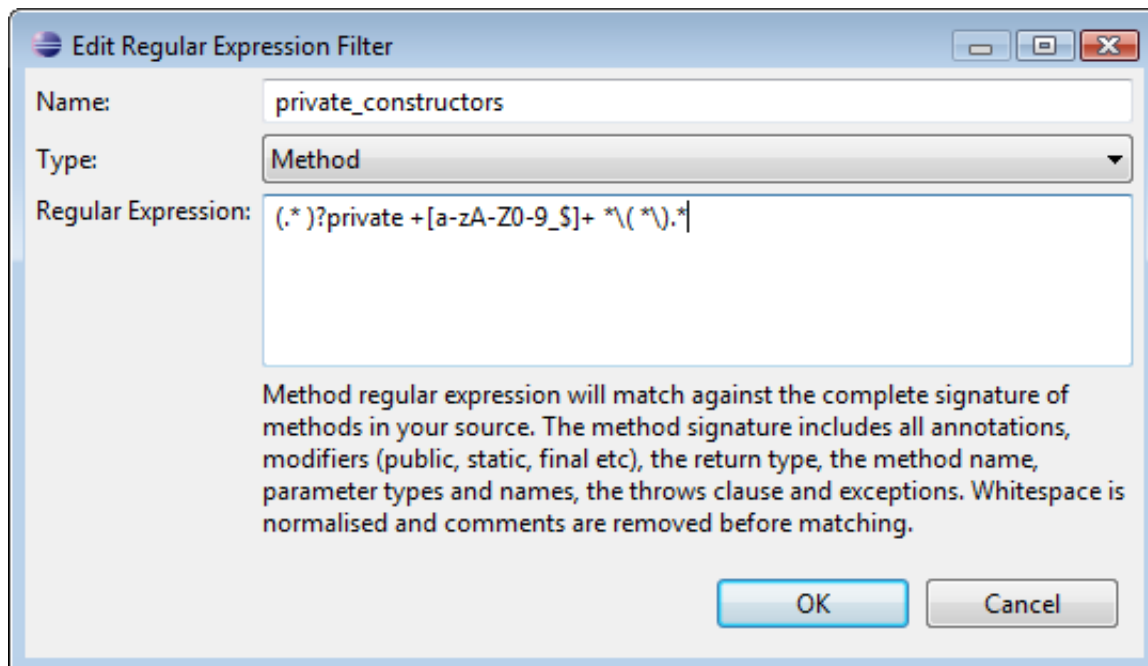 Edit Regular Expression Filter
Name: private_constructors
Type: Method
Regular Expression: (.* )?private +[a-zA-Z0-9_$]+ *\( *\).*
Method regular expression will match against the complete signature of
methods in your source. The method signature includes all annotations,
modifiers (public, static, final etc), the return type, the method name,
parameter types and names, the throws clause and exceptions. Whitespace is
normalised and comments are removed before matching.
OK Cancel